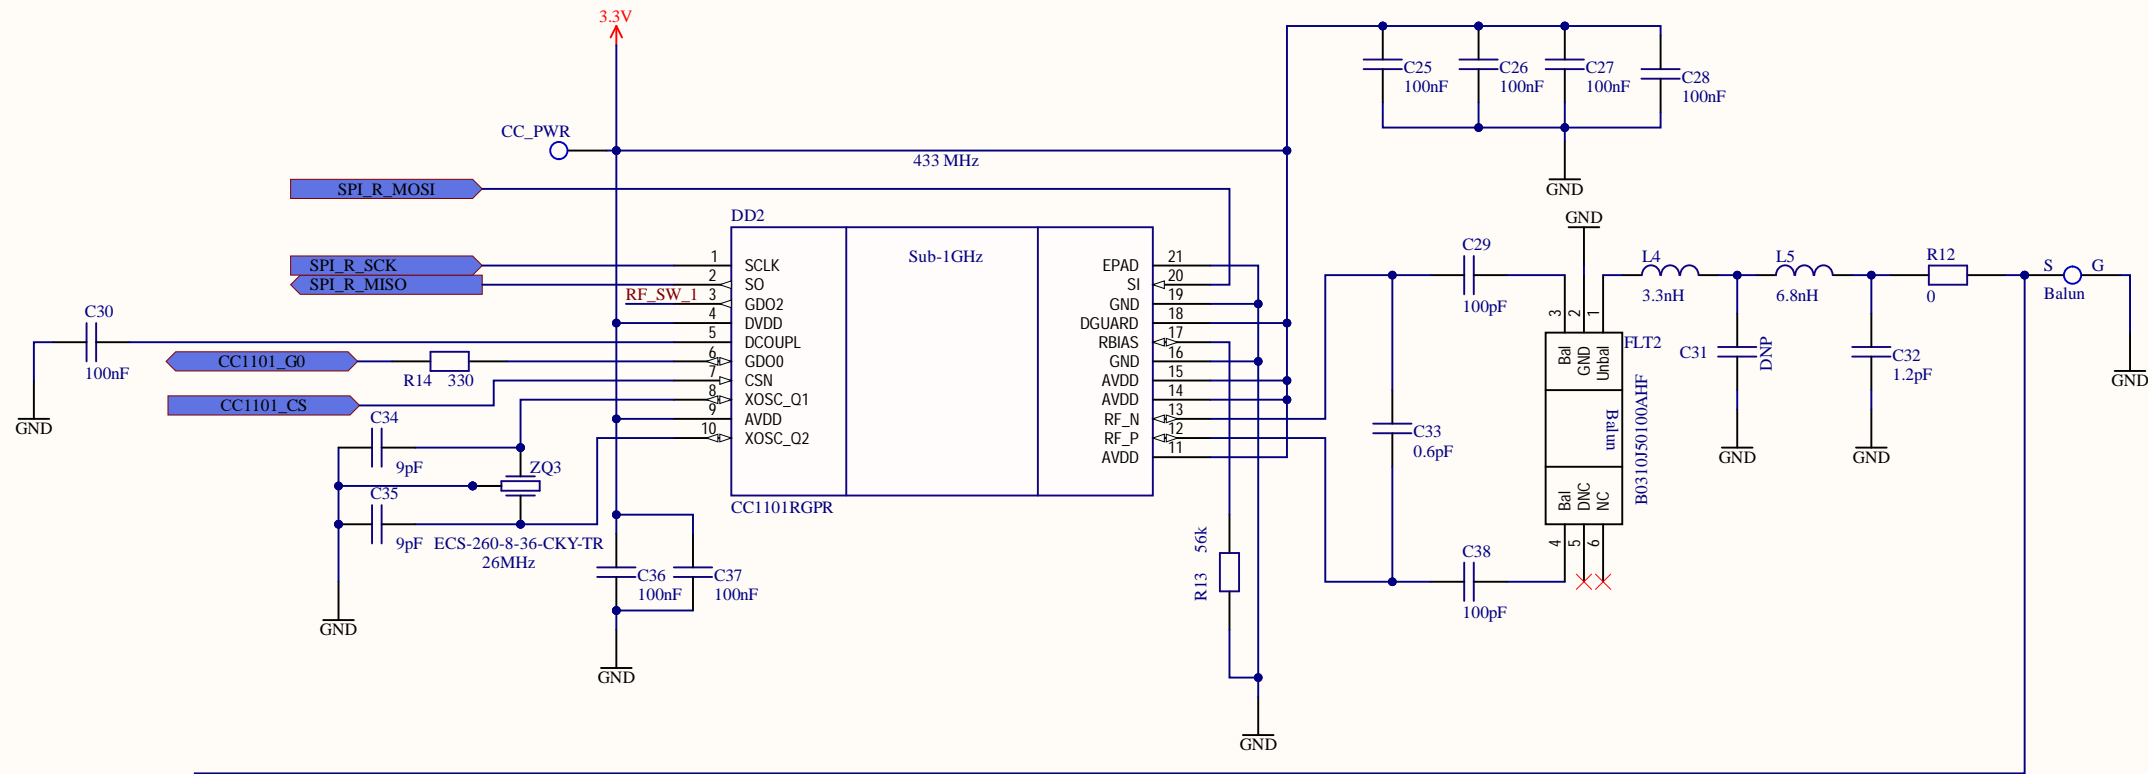 3.3V
CC_PWR
433 MHz
C25
100nF
C26
100nF
C27
100nF
C28
100nF
GND
SPI_R_MOSI
SPI_R_SCK
SPI_R_MISO
RF_SW_1
C30
100nF
GND
CC1101_G0
R14 330
CC1101_CS
C34
9pF
C35
9pF
ZQ3
ECS-260-8-36-CKY-TR
26MHz
GND
C36
100nF
C37
100nF
GND
DD2
Sub-1GHz
1 SCLK
2 SO
3 GDO2
4 DVDD
5 DCOUPL
6 GDO0
7 CSN
8 XOSC_Q1
9 AVDD
10 XOSC_Q2
EPAD 21
SI 20
GND 19
DGUARD 18
RBIAS 17
GND 16
AVDD 15
AVDD 14
RF_N 13
RF_P 12
AVDD 11
CC1101RGPR
R13 56k
GND
C29
100pF
C33
0.6pF
C38
100pF
GND
3 2 1
Bal
GND
Unbal
FLT2
Balun
B0310J50100AHF
Bal
DNC
NC
4 5 6
L4
3.3nH
L5
6.8nH
R12
0
C31
DNP
GND
C32
1.2pF
GND
S G
Balun
GND